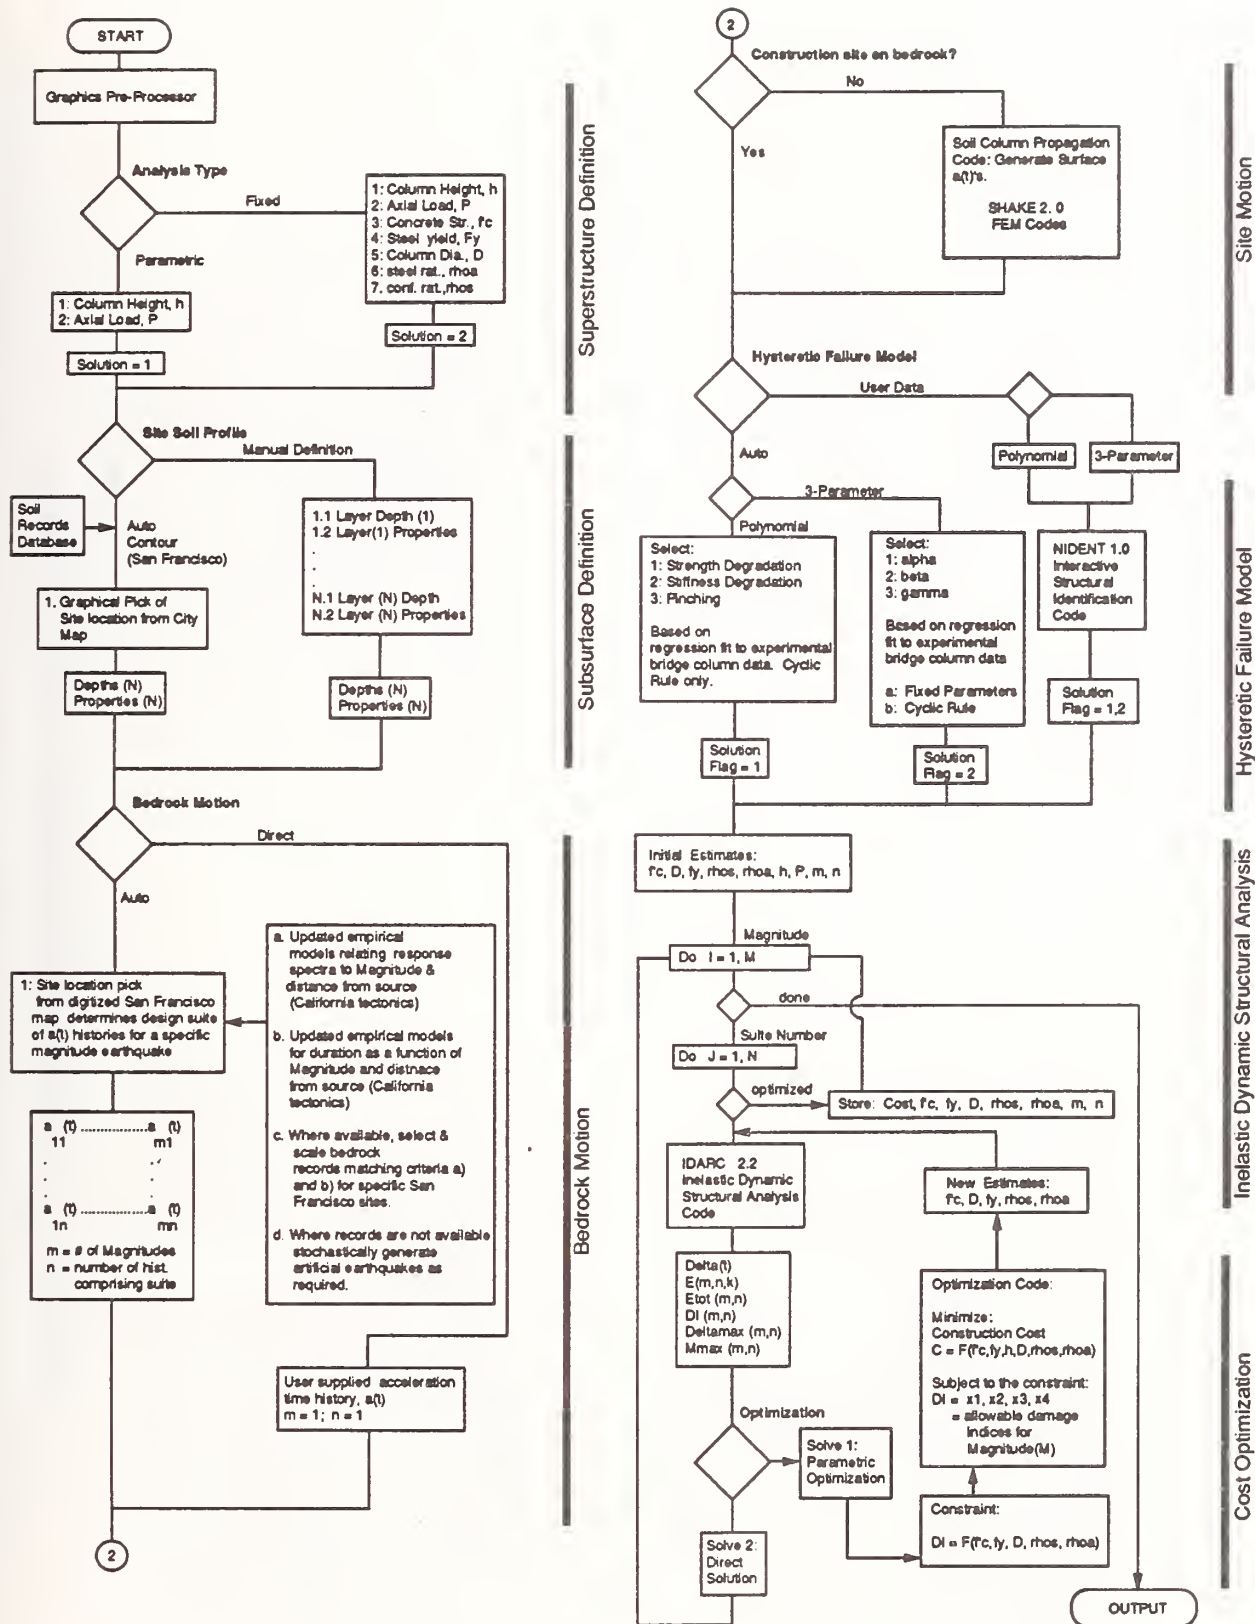 START
Graphics Pre-Processor
Analysis Type
Fixed
Parametric
1: Column Height, h
2: Axial Load, P
3: Concrete Str., f'c
4: Steel yield, Fy
5: Column Dia., D
6: steel rat., rhoa
7. conf. rat.,rhos
1: Column Height, h
2: Axial Load, P
Solution = 1
Solution = 2
Superstructure Definition
Site Soil Profile
Manual Definition
Soil
Records
Database
Auto
Contour
(San Francisco)
1.1 Layer Depth (1)
1.2 Layer(1) Properties
.
.
.
N.1 Layer (N) Depth
N.2 Layer (N) Properties
1. Graphical Pick of
Site location from City
Map
Depths (N)
Properties (N)
Depths (N)
Properties (N)
Subsurface Definition
Bedrock Motion
Direct
Auto
1: Site location pick
from digitized San Francisco
map determines design suite
of a(t) histories for a specific
magnitude earthquake
a. Updated empirical
models relating response
spectra to Magnitude &
distance from source
(California tectonics)
b. Updated empirical models
for duration as a function of
Magnitude and distnace
from source (California
tectonics)
c. Where available, select &
scale bedrock
records matching criteria a)
and b) for specific San
Francisco sites.
d. Where records are not available
stochastically generate
artificial earthquakes as
required.
a (t) ............... a (t)
11 m1
. .
. .
. .
a (t) ............... a (t)
1n mn
m = # of Magnitudes
n = number of hist.
comprising suite
User supplied acceleration
time history, a(t)
m = 1; n = 1
2
Bedrock Motion
2
Construction site on bedrock?
No
Yes
Soil Column Propagation
Code: Generate Surface
a(t)'s.
SHAKE 2. 0
FEM Codes
Site Motion
Hysteretic Failure Model
User Data
Auto
Polynomial
3-Parameter
3-Parameter
Polynomial
Select:
1: Strength Degradation
2: Stiffness Degradation
3: Pinching
Based on
regression fit to experimental
bridge column data. Cyclic
Rule only.
Select:
1: alpha
2: beta
3: gamma
Based on regression
fit to experimental
bridge column data
a: Fixed Parameters
b: Cyclic Rule
NIDENT 1.0
Interactive
Structural
Identification
Code
Solution
Flag = 1
Solution
Flag = 2
Solution
Flag = 1,2
Hysteretic Failure Model
Initial Estimates:
f'c, D, fy, rhos, rhoa, h, P, m, n
Magnitude
Do I = 1, M
done
Suite Number
Do J = 1, N
optimized
Store: Cost, f'c, fy, D, rhos, rhoa, m, n
IDARC 2.2
Inelastic Dynamic
Structural Analysis
Code
New Estimates:
f'c, D, fy, rhos, rhoa
Inelastic Dynamic Structural Analysis
Delta(t)
E(m,n,k)
Etot (m,n)
DI (m,n)
Deltamax (m,n)
Mmax (m,n)
Optimization Code:
Minimize:
Construction Cost
C = F(f'c,fy,h,D,rhos,rhoa)
Subject to the constraint:
DI = x1, x2, x3, x4
= allowable damage
Indices for
Magnitude(M)
Optimization
Solve 1:
Parametric
Optimization
Constraint:
DI = F(f'c, fy, D, rhos, rhoa)
Solve 2:
Direct
Solution
OUTPUT
Cost Optimization